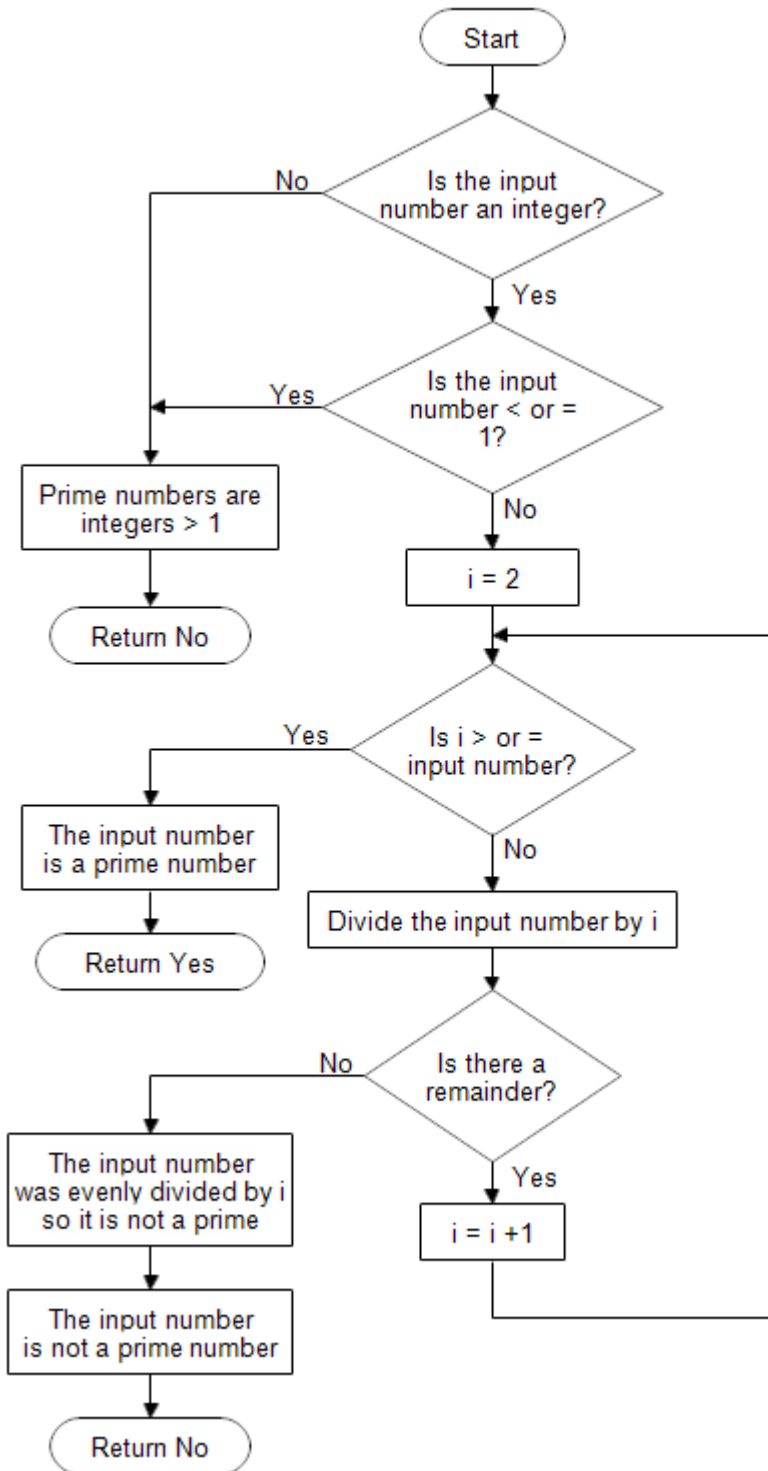 Start
Is the input
number an integer?
No
Yes
Is the input
number < or =
1?
Yes
No
Prime numbers are
integers > 1
Return No
i = 2
Is i > or =
input number?
Yes
No
The input number
is a prime number
Return Yes
Divide the input number by i
Is there a
remainder?
No
Yes
The input number
was evenly divided by i
so it is not a prime
i = i +1
The input number
is not a prime number
Return No